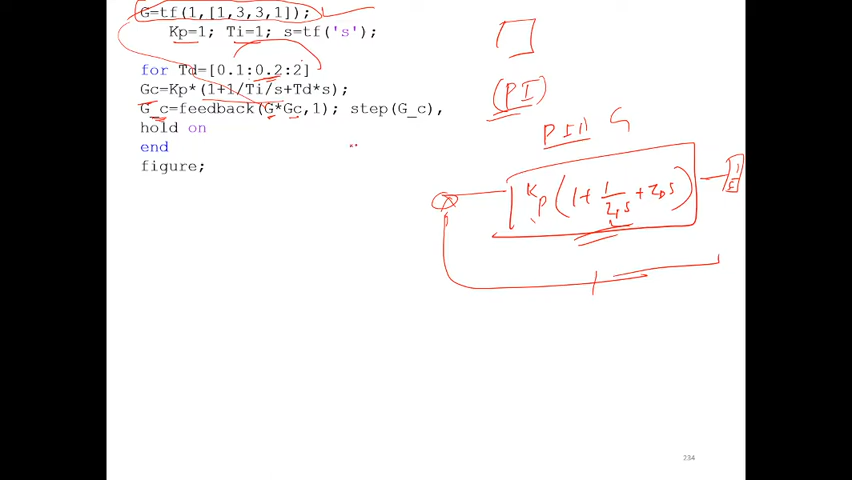 G=tf(1,[1,3,3,1]);
Kp=1; Ti=1; s=tf('s');
for Td=[0.1:0.2:2]
Gc=Kp*(1+1/Ti/s+Td*s);
G_c=feedback(G*Gc,1); step(G_c),
hold on
end
figure;
(PI)
PID G
Kp(1+1/τIs+τDs)
234